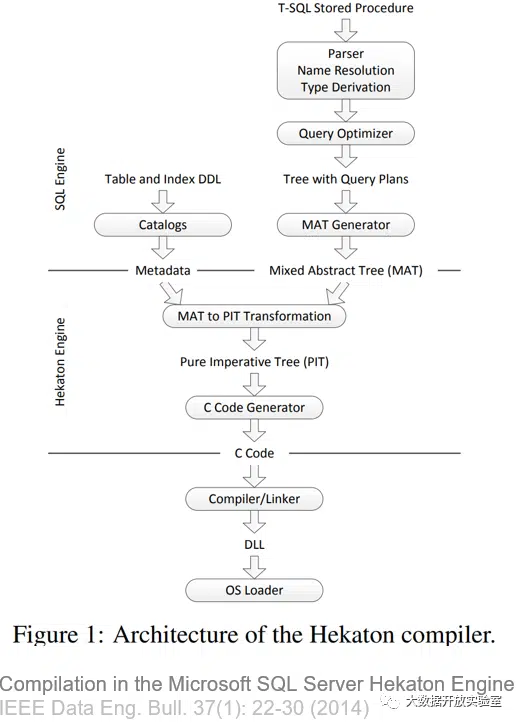 T-SQL Stored Procedure
Parser
Name Resolution
Type Derivation
Query Optimizer
SQL Engine
Table and Index DDL
Tree with Query Plans
Catalogs
MAT Generator
Metadata
Mixed Abstract Tree (MAT)
Hekaton Engine
MAT to PIT Transformation
Pure Imperative Tree (PIT)
C Code Generator
C Code
Compiler/Linker
DLL
OS Loader
Figure 1: Architecture of the Hekaton compiler.
Compilation in the Microsoft SQL Server Hekaton Engine
IEEE Data Eng. Bull. 37(1): 22-30 (2014)
大数据开放实验室